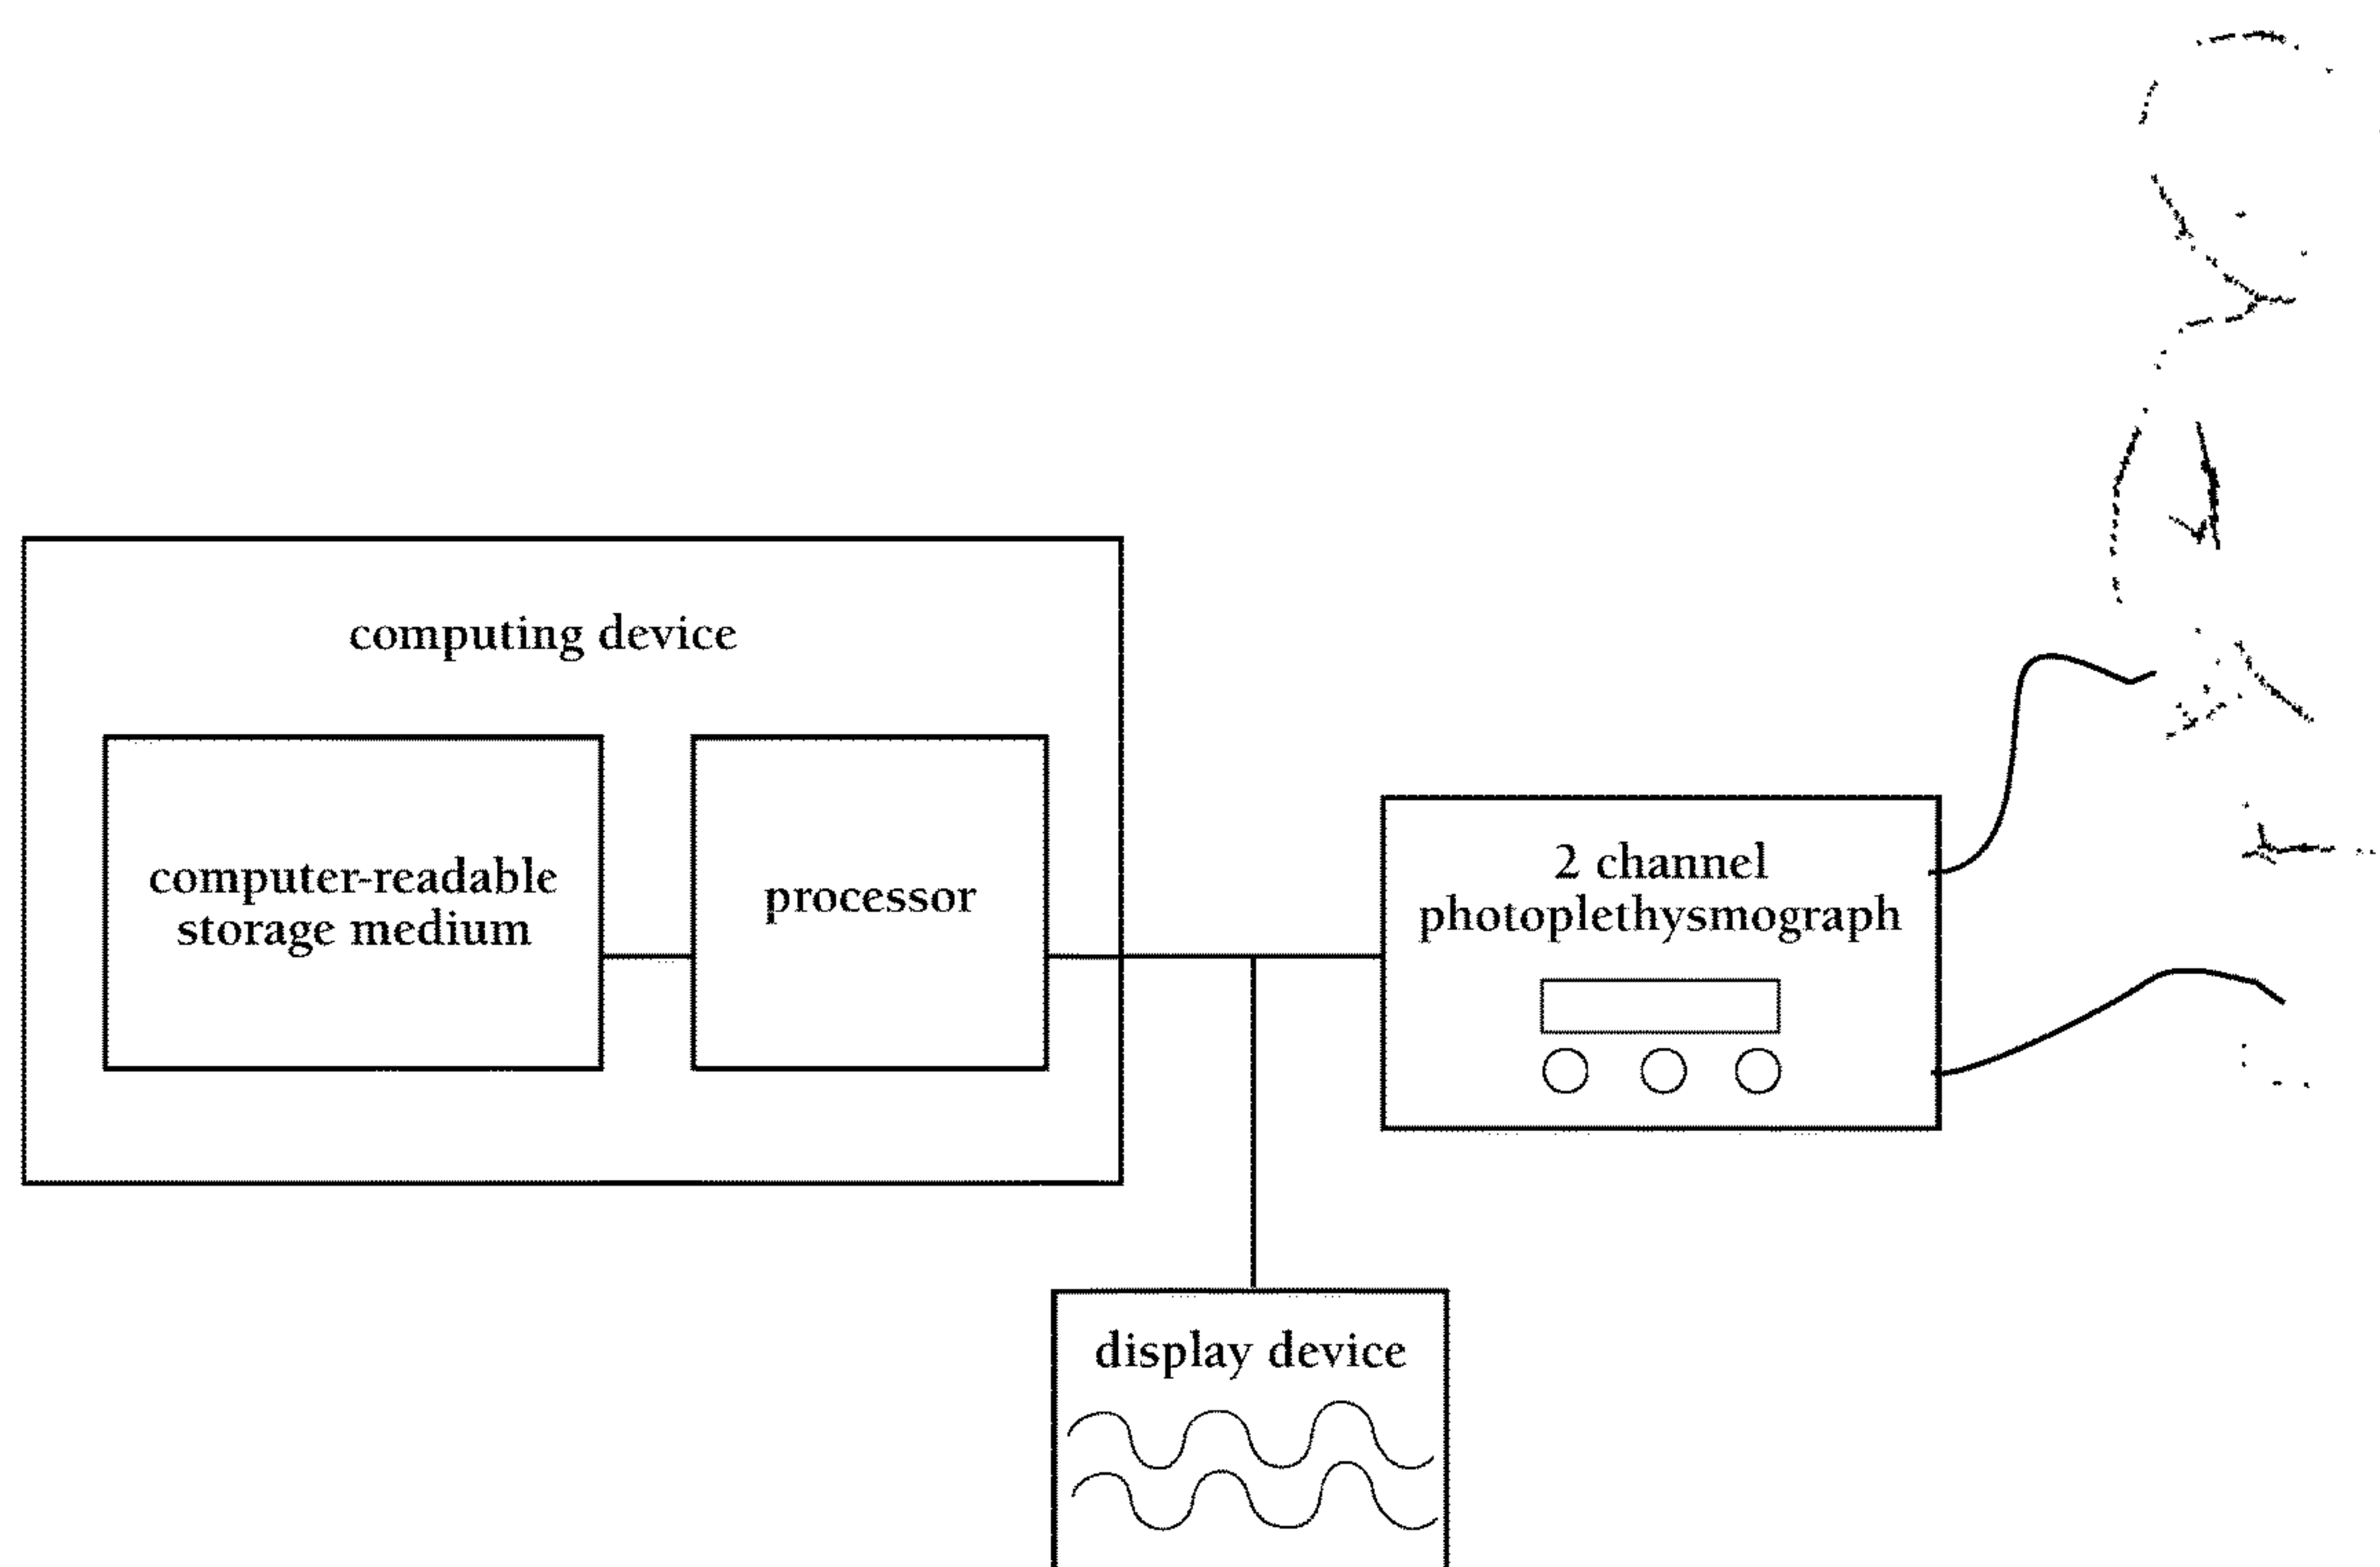 computing device
computer-readable
storage medium
processor
2 channel
photoplethysmograph
display device